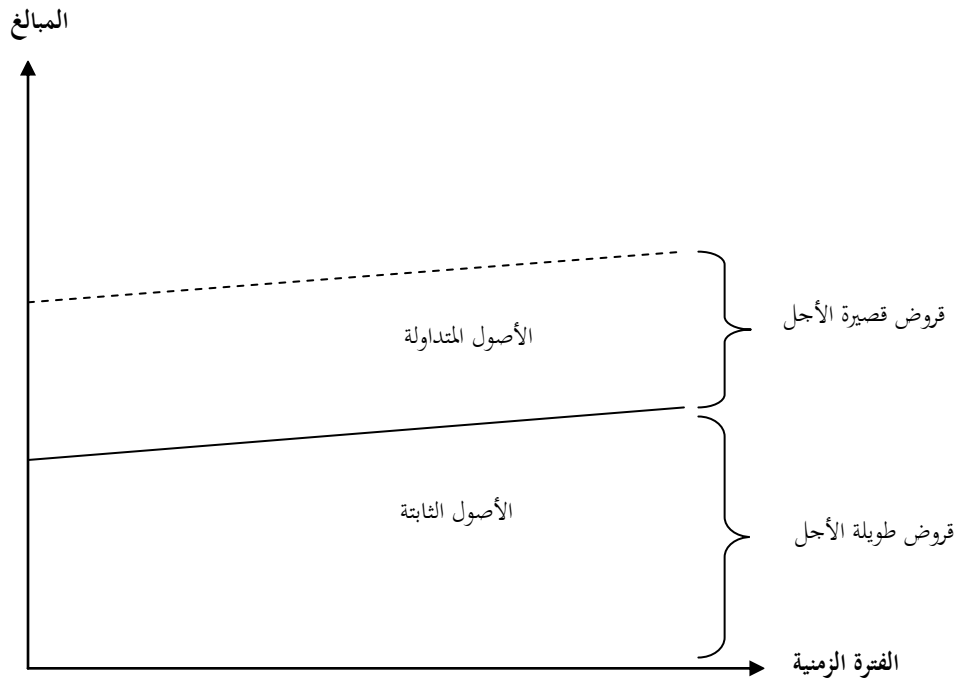 المبالغ
قروض قصيرة الأجل
الأصول المتداولة
الأصول الثابتة
قروض طويلة الأجل
الفترة الزمنية